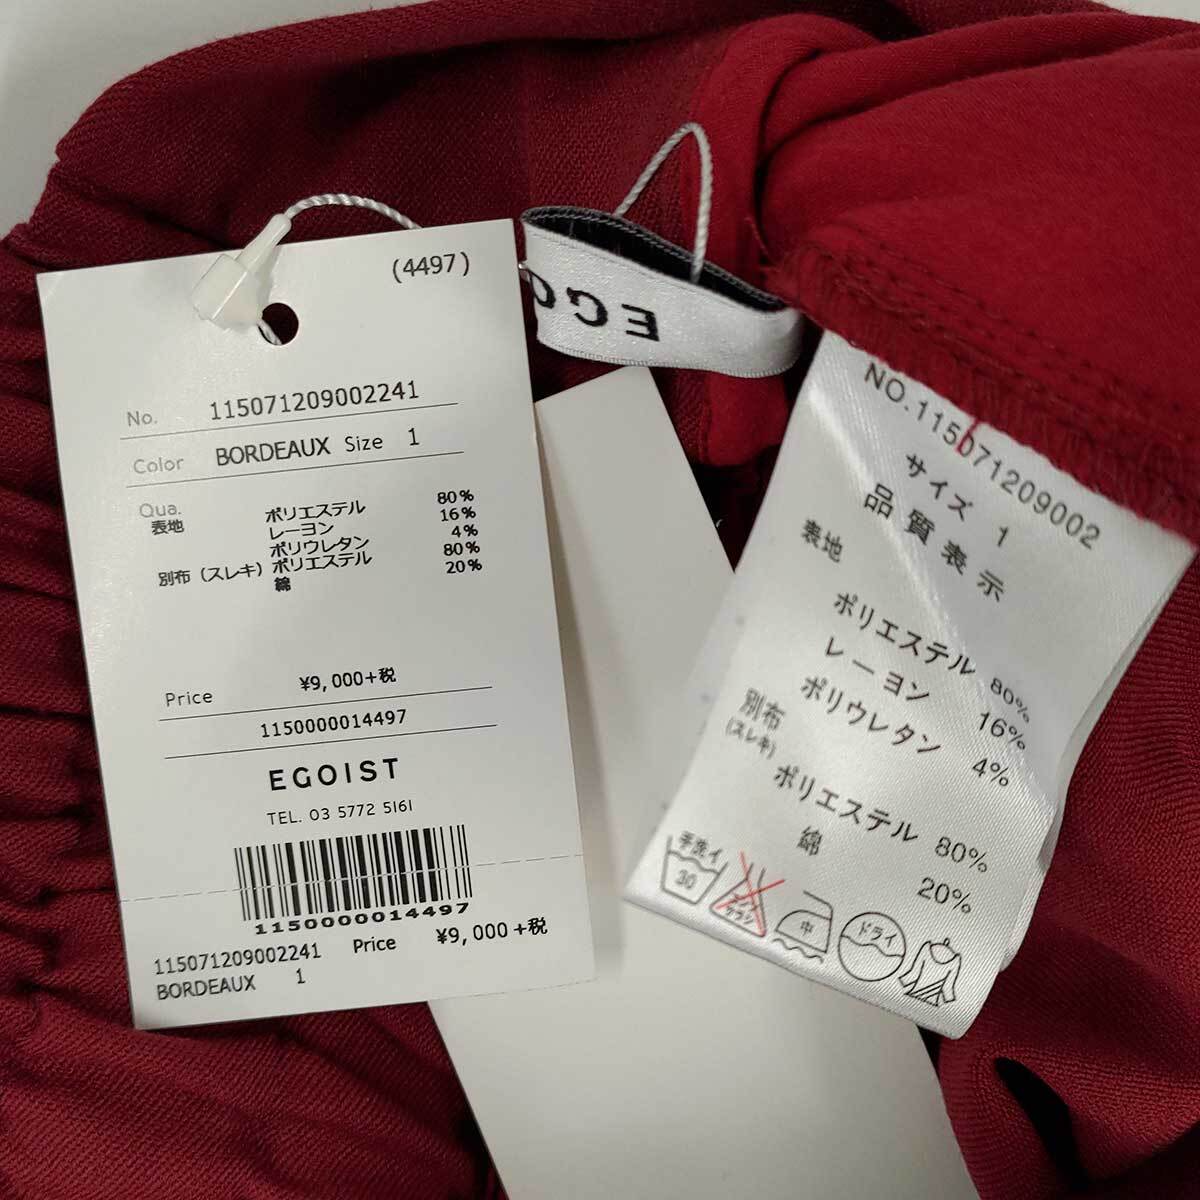 (4497)
No. 115071209002241
Color BORDEAUX Size 1
Qua.
表地 ポリエステル 80%
レーヨン 16%
ポリウレタン 4%
別布(スレキ) ポリエステル 80%
綿 20%
Price ¥9,000+税
1150000014497
EGOIST
TEL. 03 5772 5161
1150000014497
115071209002241 Price ¥9,000+税
BORDEAUX 1
EGO
NO.115071209002
サイズ 1
品質表示
表地
ポリエステル 80%
レーヨン 16%
ポリウレタン 4%
別布
(スレキ)
ポリエステル 80%
綿 20%
手洗イ
30
エンソ
サラシ
中
ドライ